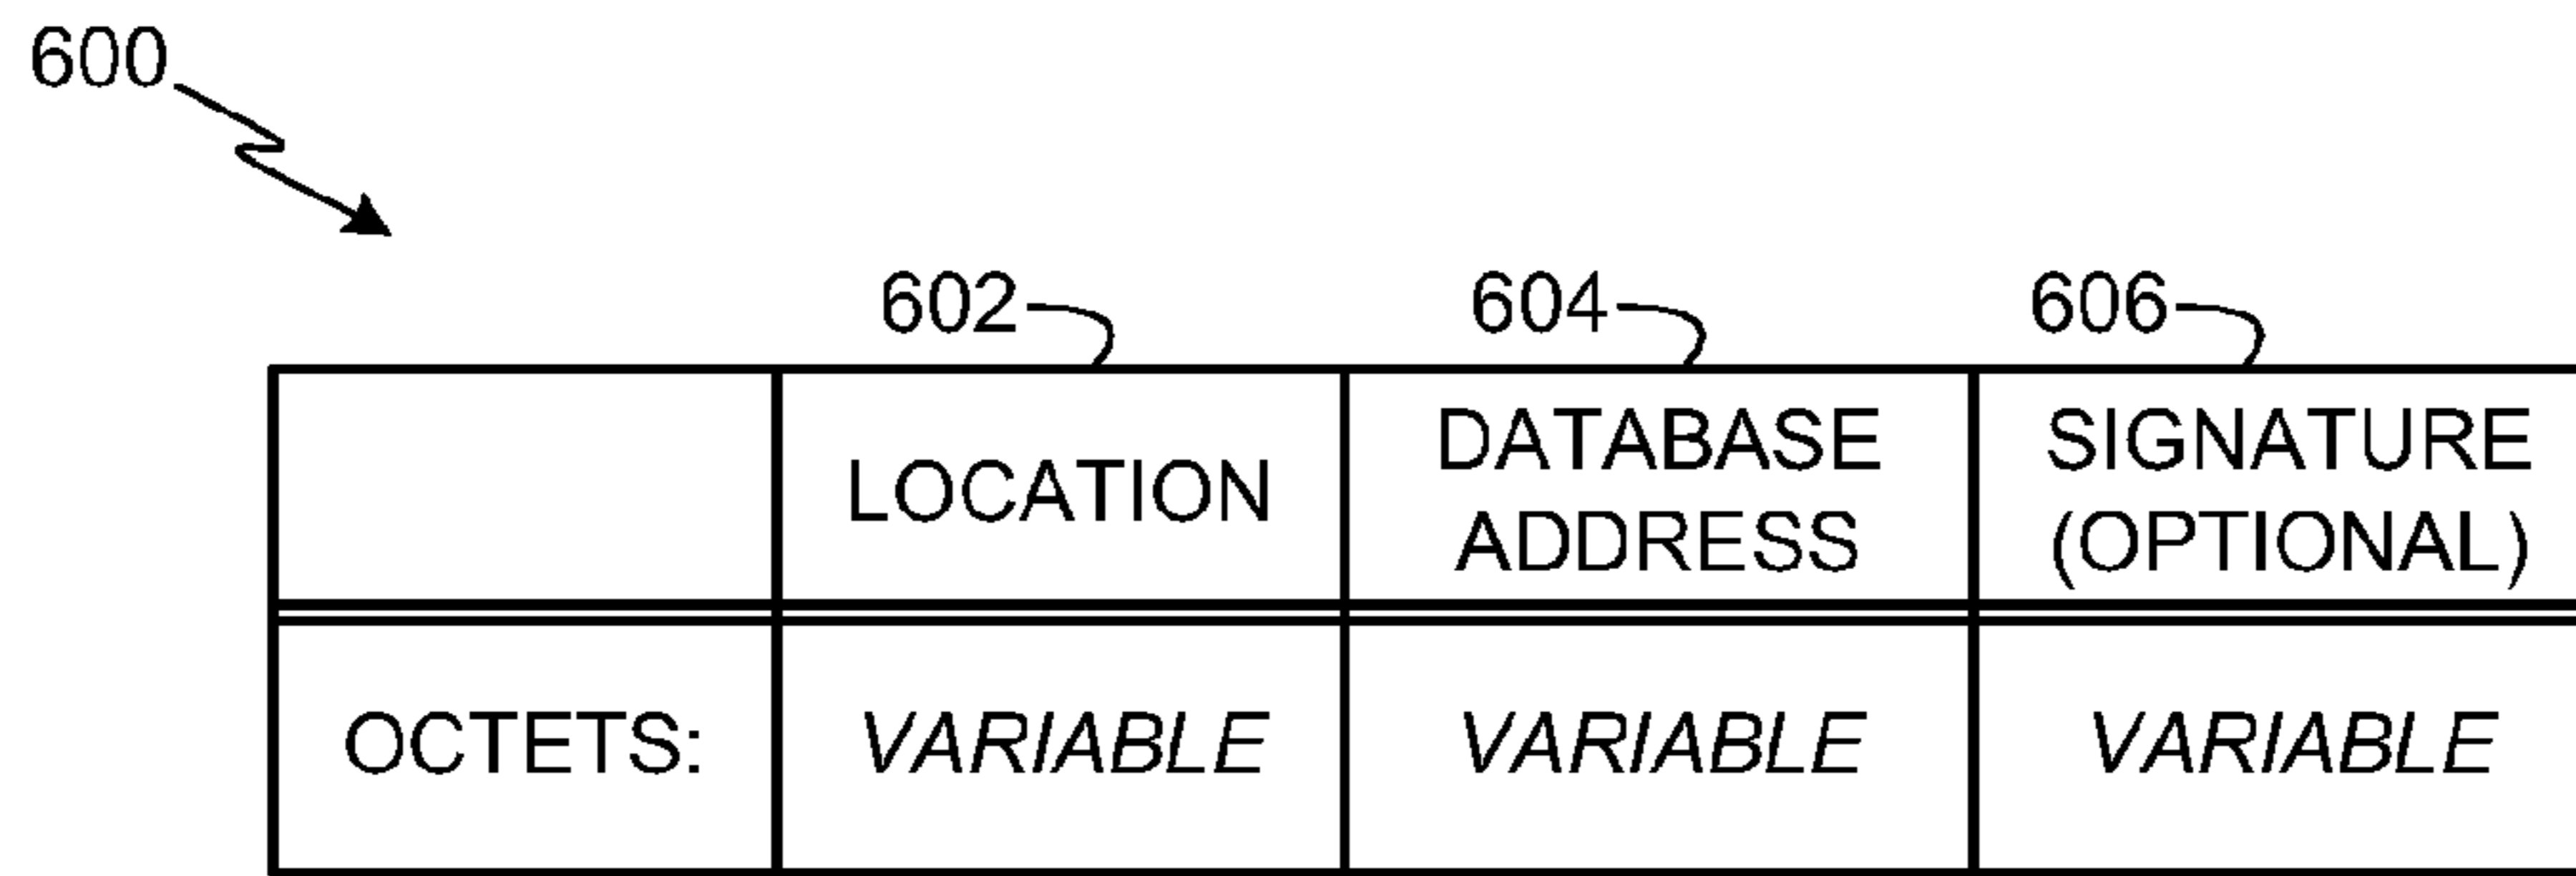 600
602 604 606
LOCATION
DATABASE
ADDRESS
SIGNATURE
(OPTIONAL)
OCTETS: VARIABLE VARIABLE VARIABLE